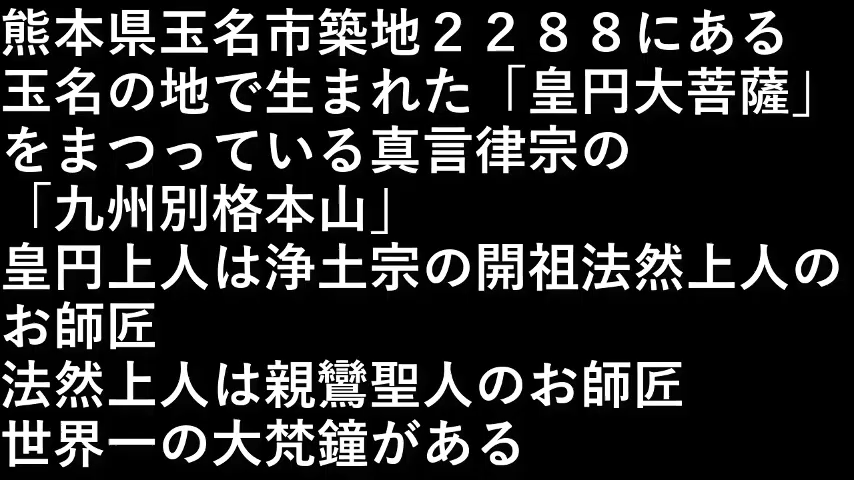 熊本県玉名市築地２２８８にある
玉名の地で生まれた「皇円大菩薩」
をまつっている真言律宗の
「九州別格本山」
皇円上人は浄土宗の開祖法然上人の
お師匠
法然上人は親鸞聖人のお師匠
世界一の大梵鐘がある